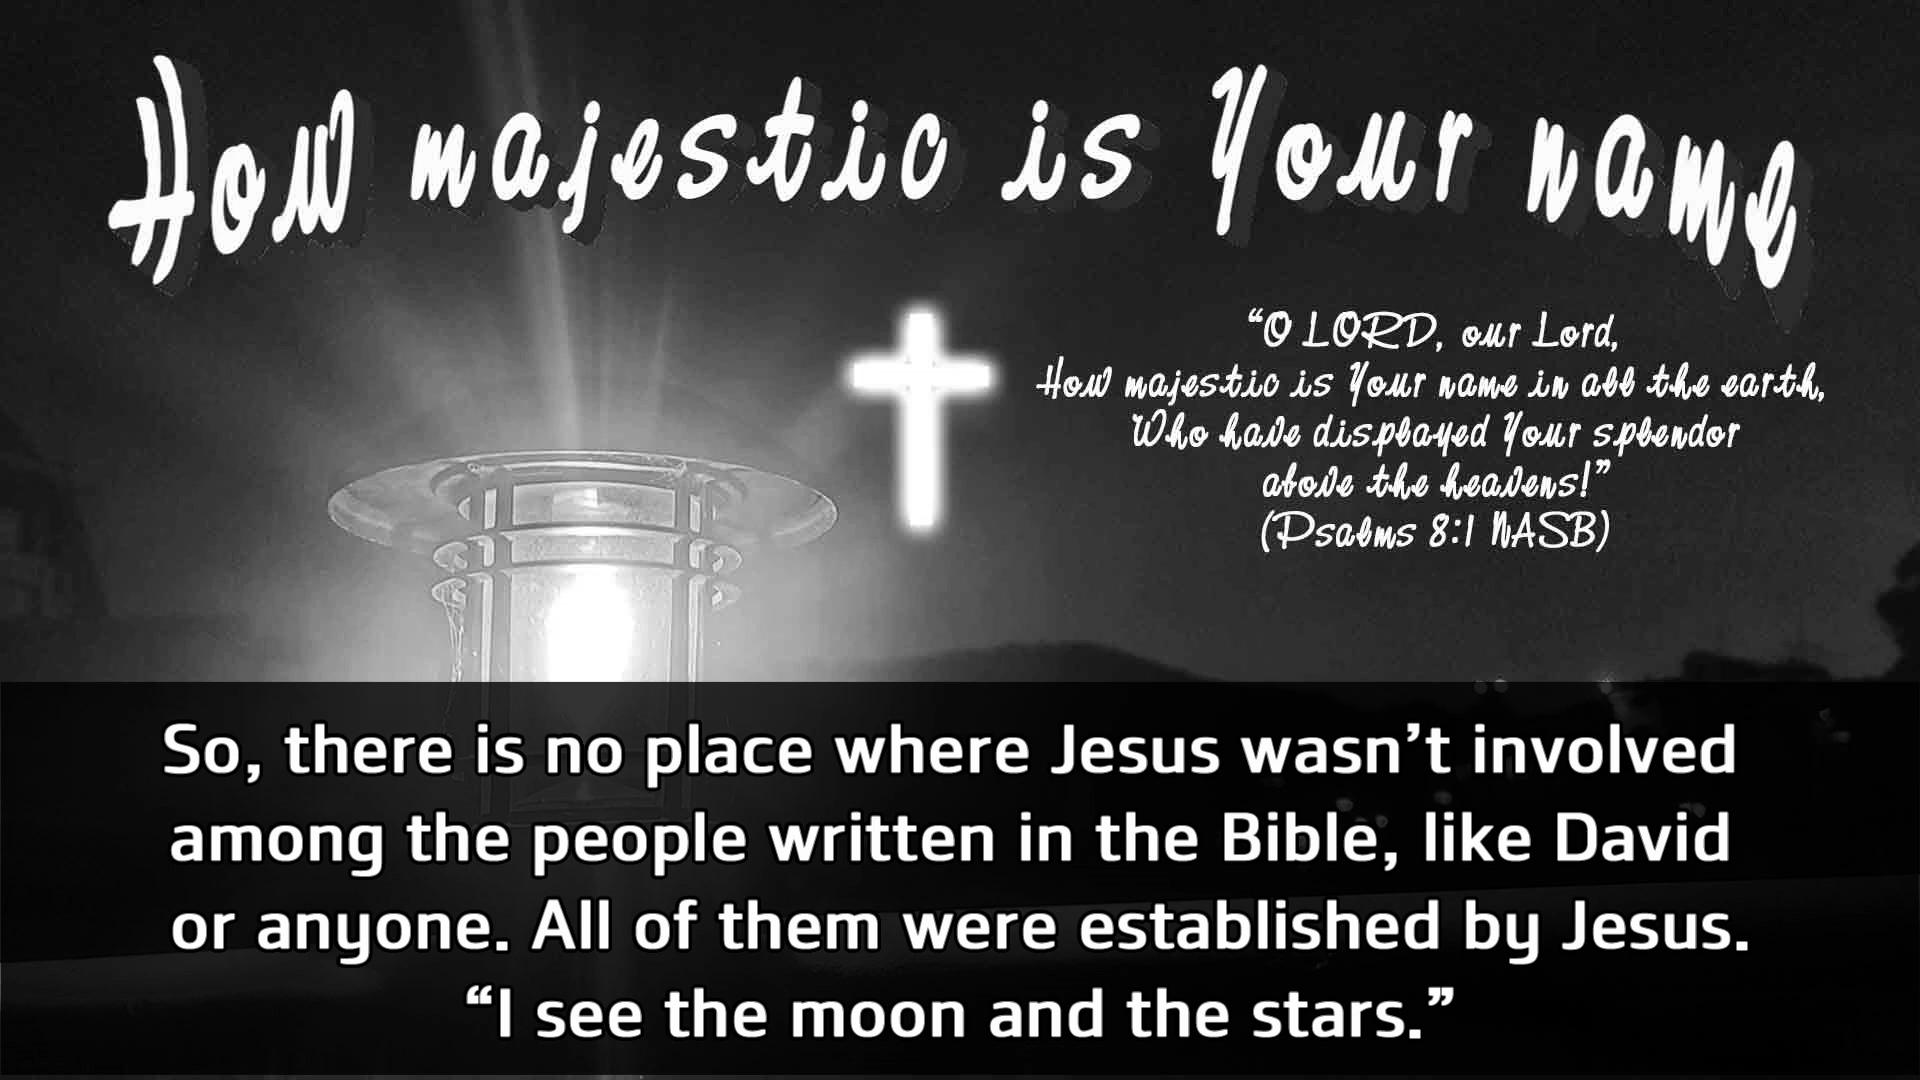 How majestic is Your name
“O LORD, our Lord,
How majestic is Your name in all the earth,
Who have displayed Your splendor
above the heavens!”
(Psalms 8:1 NASB)
So, there is no place where Jesus wasn’t involved
among the people written in the Bible, like David
or anyone. All of them were established by Jesus.
“I see the moon and the stars.”